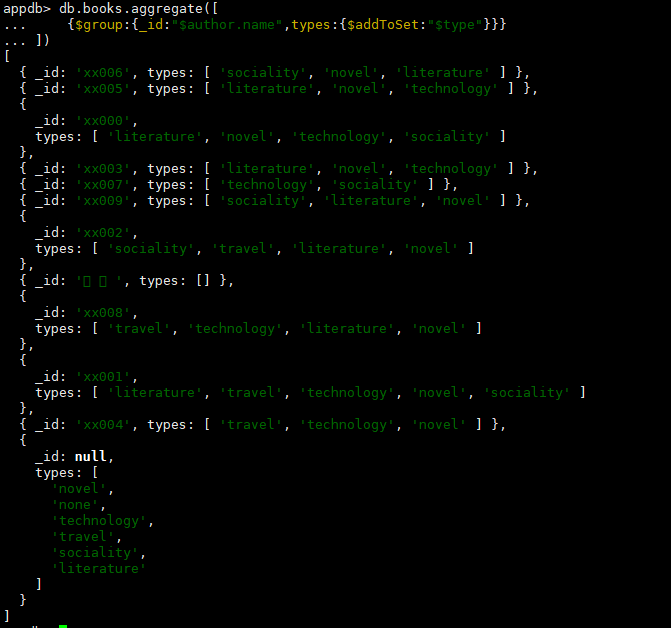 appdb> db.books.aggregate([
...     {$group:{_id:"$author.name",types:{$addToSet:"$type"}}}
... ])
[
  { _id: 'xx006', types: [ 'sociality', 'novel', 'literature' ] },
  { _id: 'xx005', types: [ 'literature', 'novel', 'technology' ] },
  {
    _id: 'xx000',
    types: [ 'literature', 'novel', 'technology', 'sociality' ]
  },
  { _id: 'xx003', types: [ 'literature', 'novel', 'technology' ] },
  { _id: 'xx007', types: [ 'technology', 'sociality' ] },
  { _id: 'xx009', types: [ 'sociality', 'literature', 'novel' ] },
  {
    _id: 'xx002',
    types: [ 'sociality', 'travel', 'literature', 'novel' ]
  },
  { _id: ' ', types: [] },
  {
    _id: 'xx008',
    types: [ 'travel', 'technology', 'literature', 'novel' ]
  },
  {
    _id: 'xx001',
    types: [ 'literature', 'travel', 'technology', 'novel', 'sociality' ]
  },
  { _id: 'xx004', types: [ 'travel', 'technology', 'novel' ] },
  {
    _id: null,
    types: [
      'novel',
      'none',
      'technology',
      'travel',
      'sociality',
      'literature'
    ]
  }
]